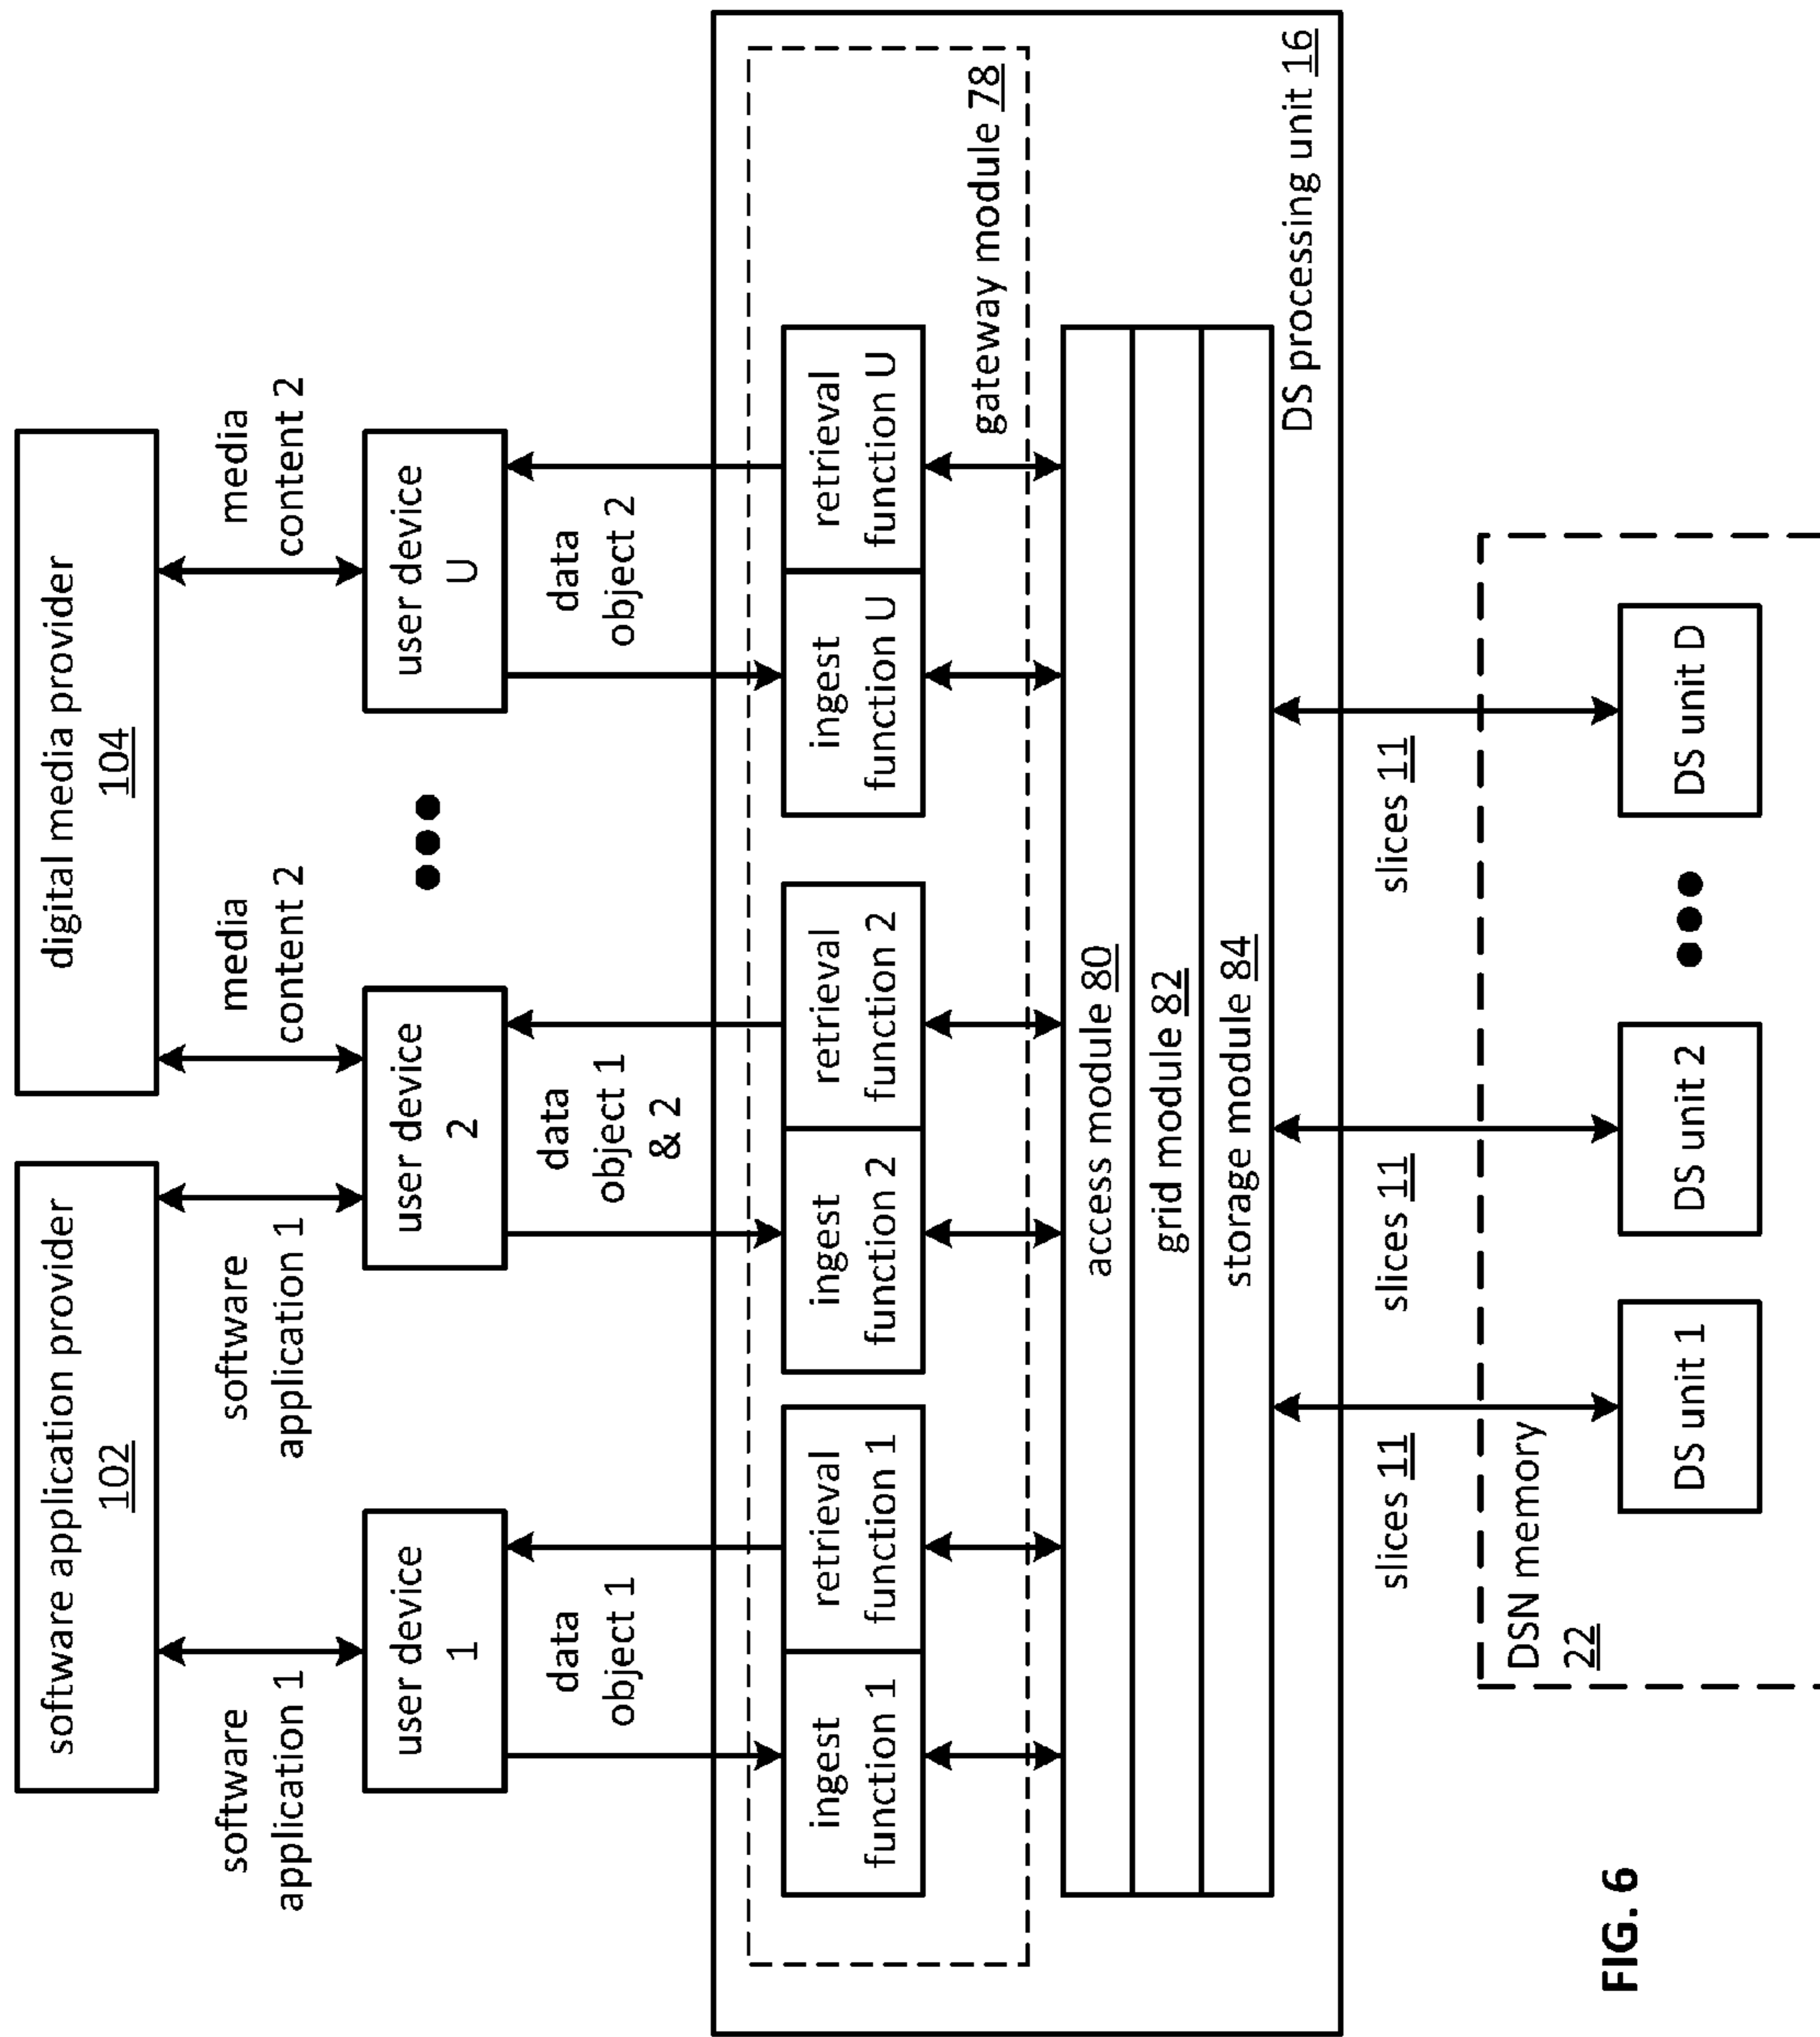 software application provider
102
digital media provider
104
software
application 1
software
application 1
media
content 2
media
content 2
user device
1
user device
2
user device
U
data
object 1
data
object 1
& 2
data
object 2
ingest
function 1
retrieval
function 1
ingest
function 2
retrieval
function 2
ingest
function U
retrieval
function U
gateway module 78
access module 80
grid module 82
storage module 84
DS processing unit 16
slices 11
slices 11
slices 11
DSN memory
22
DS unit 1
DS unit 2
DS unit D
FIG. 6